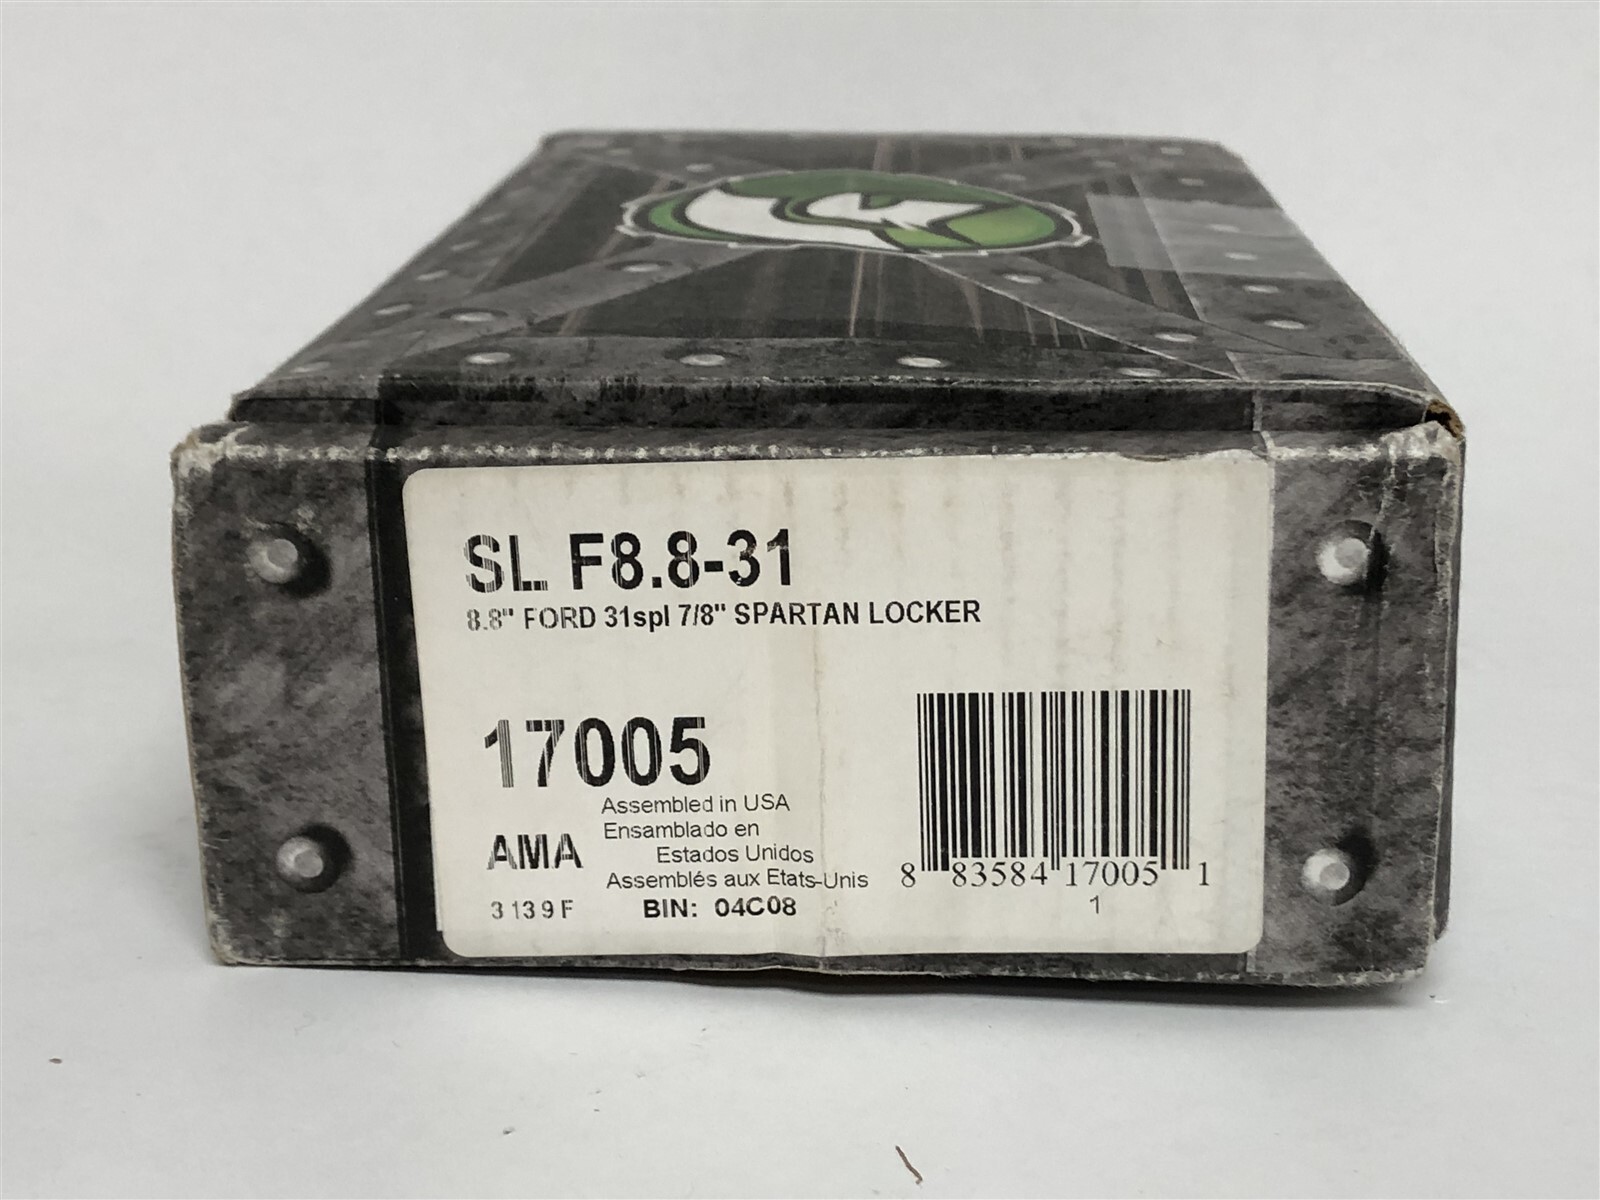 SL F8.8-31
8.8" FORD 31spl 7/8" SPARTAN LOCKER
17005
Assembled in USA
Ensamblado en
Estados Unidos
AMA
Assemblés aux Etats-Unis
3139F BIN: 04C08
8 83584 17005 1
1